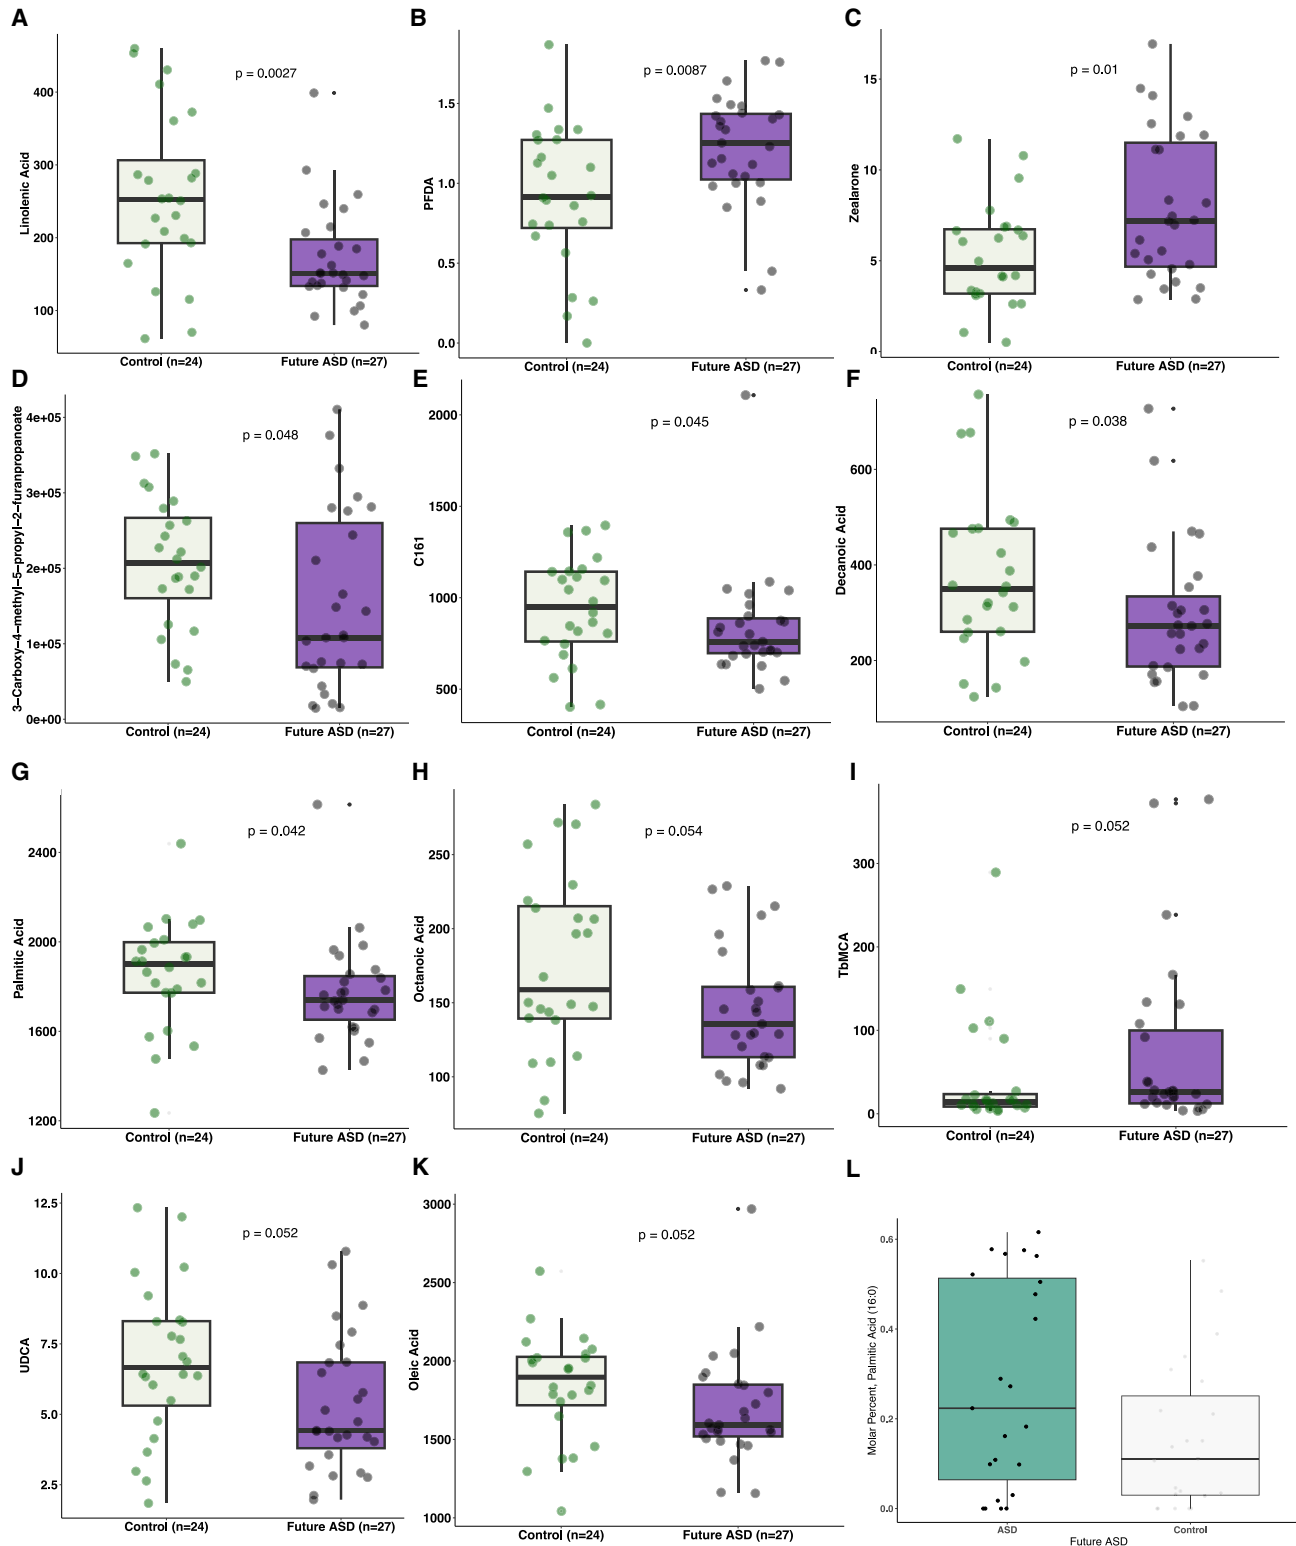 A
p = 0.0027
Linolenic Acid
400
300
200
100
Control (n=24)
Future ASD (n=27)
B
p = 0.0087
PFDA
1.5
1.0
0.5
0.0
Control (n=24)
Future ASD (n=27)
C
p = 0.01
Zealarone
15
10
5
0
Control (n=24)
Future ASD (n=27)
D
p = 0.048
3−Carboxy−4−methyl−5−propyl−2−furanpropanoate
4e+05
3e+05
2e+05
1e+05
0e+00
Control (n=24)
Future ASD (n=27)
E
p = 0.045
C161
2000
1500
1000
500
Control (n=24)
Future ASD (n=27)
F
p = 0.038
Decanoic Acid
600
400
200
Control (n=24)
Future ASD (n=27)
G
p = 0.042
Palmitic Acid
2400
2000
1600
1200
Control (n=24)
Future ASD (n=27)
H
p = 0.054
Octanoic Acid
250
200
150
100
Control (n=24)
Future ASD (n=27)
I
p = 0.052
TbMCA
300
200
100
0
Control (n=24)
Future ASD (n=27)
J
p = 0.052
UDCA
12.5
10.0
7.5
5.0
2.5
Control (n=24)
Future ASD (n=27)
K
p = 0.052
Oleic Acid
3000
2500
2000
1500
1000
Control (n=24)
Future ASD (n=27)
L
Molar Percent, Palmitic Acid (16:0)
0.6
0.4
0.2
0.0
ASD
Control
Future ASD